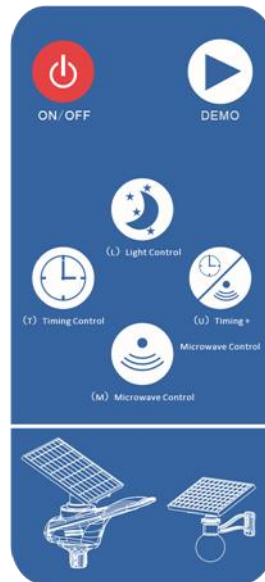 ON/OFF
DEMO
(L) Light Control
(T) Timing Control
(U) Timing +
Microwave Control
(M) Microwave Control